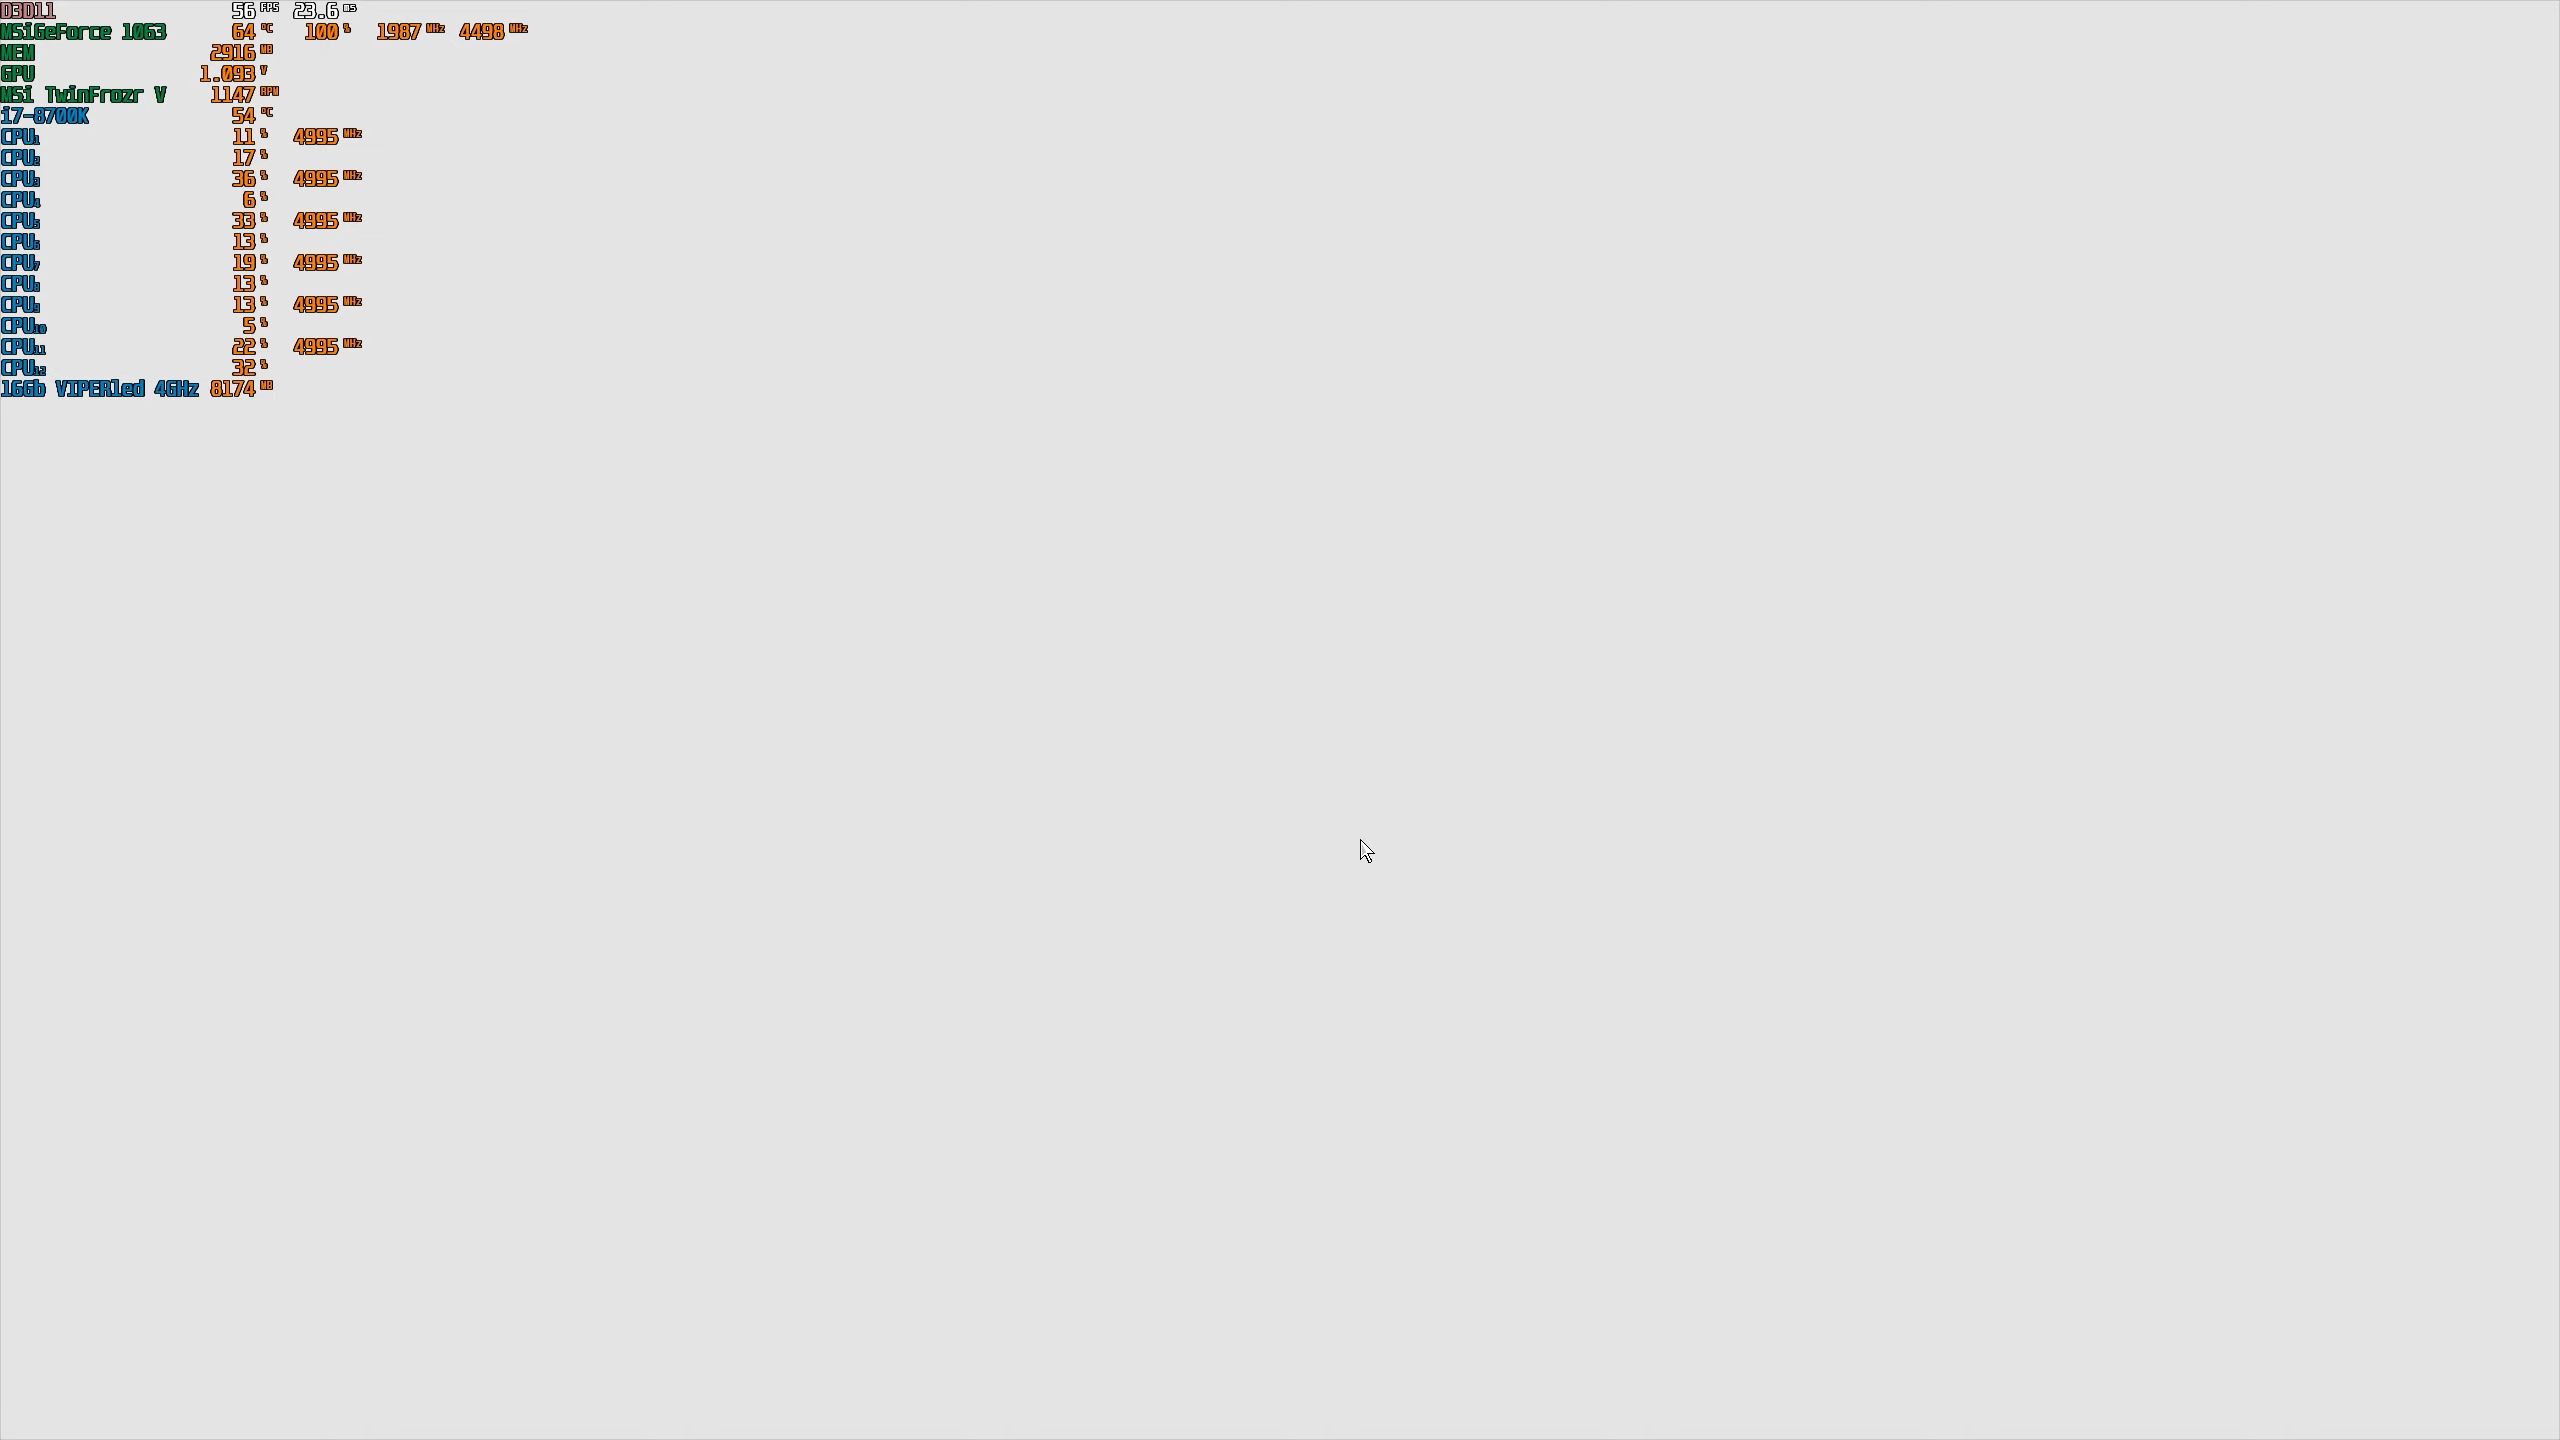 D3D11 56 FPS 23.6 ms
MSiGeForce 1063 64 °C 100 % 1987 MHz 4498 MHz
MEM 2916 MB
GPU 1.093 V
MSi TwinFrozr V 1147 RPM
i7-8700K 54 °C
CPU1 11 % 4995 MHz
CPU2 17 %
CPU3 36 % 4995 MHz
CPU4 6 %
CPU5 33 % 4995 MHz
CPU6 13 %
CPU7 19 % 4995 MHz
CPU8 13 %
CPU9 13 % 4995 MHz
CPU10 5 %
CPU11 22 % 4995 MHz
CPU12 32 %
16Gb VIPERled 4GHz 8174 MB